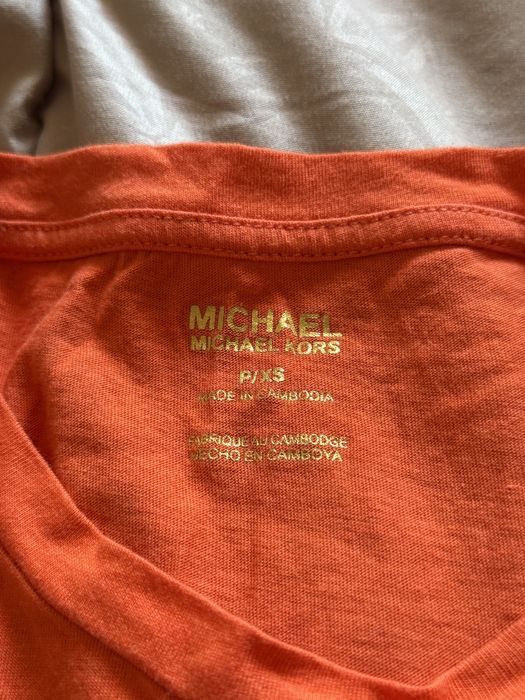 MICHAEL
MICHAEL KORS
P/XS
MADE IN CAMBODIA
FABRIQUE AU CAMBODGE
HECHO EN CAMBOYA